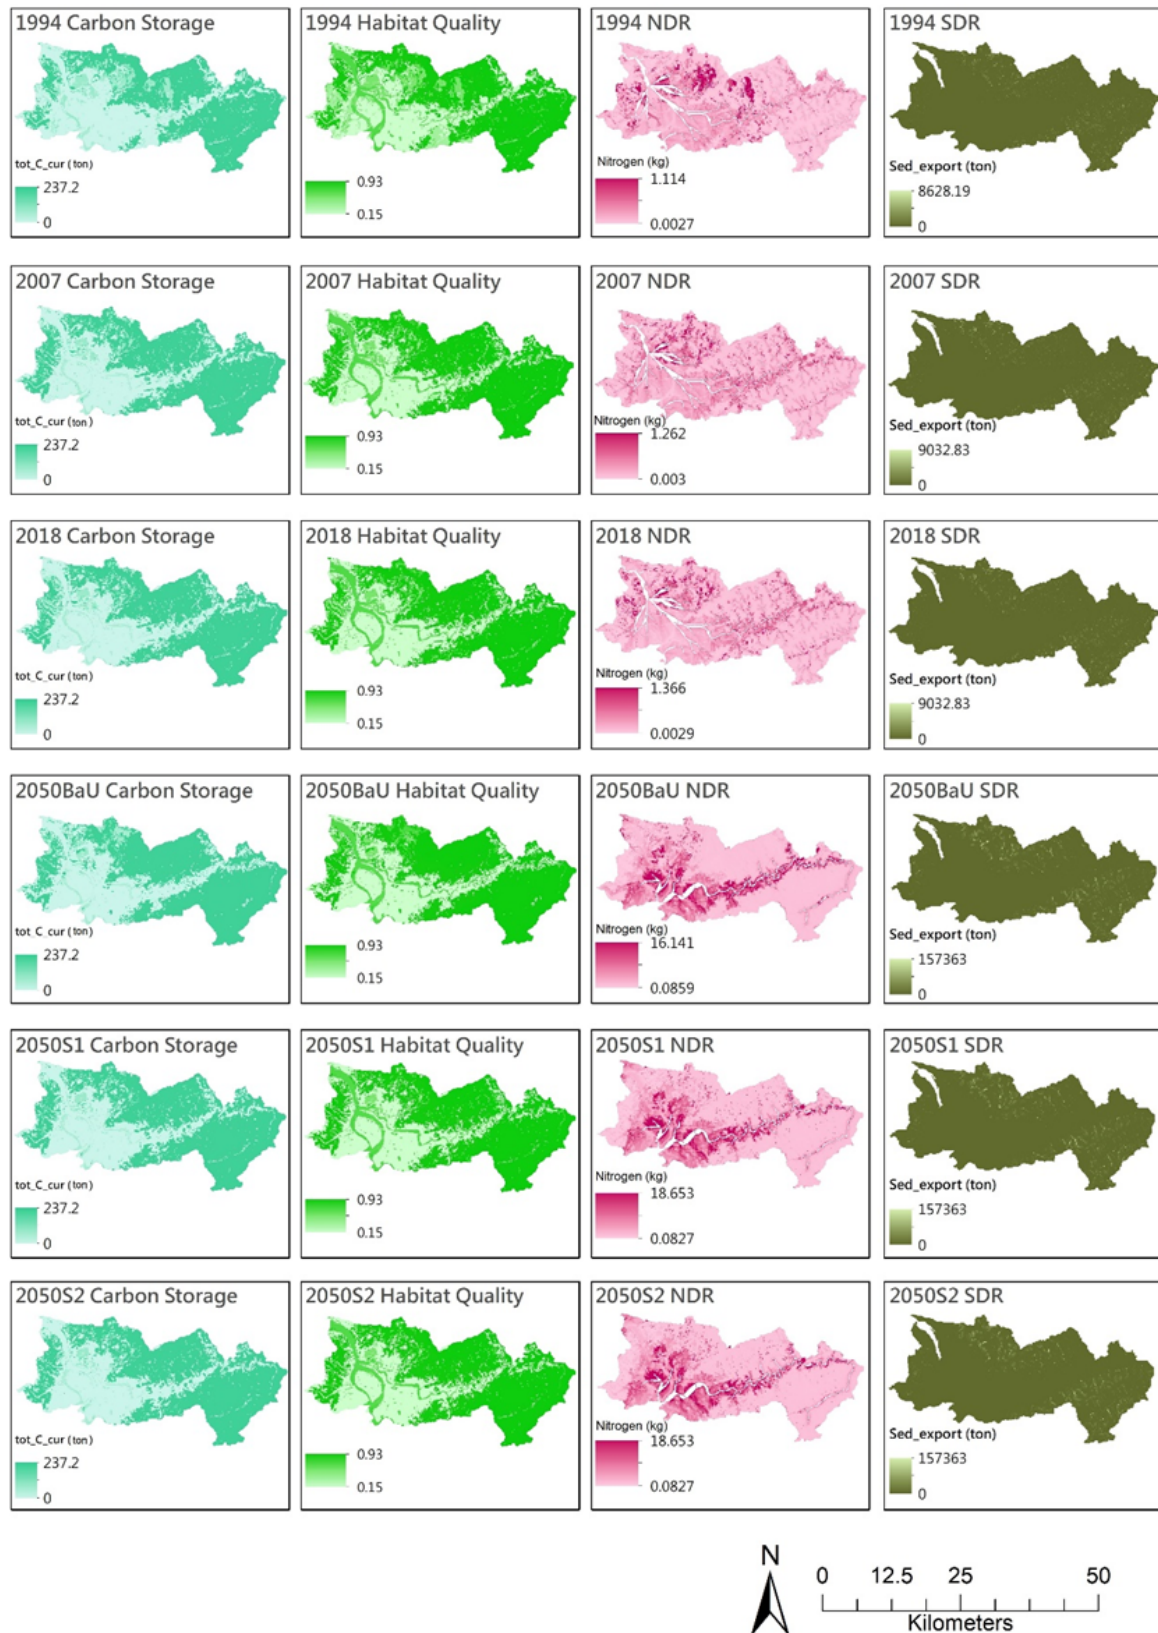 1994 Carbon Storage
tot_C_cur (ton)
237.2
0
1994 Habitat Quality
0.93
0.15
1994 NDR
Nitrogen (kg)
1.114
0.0027
1994 SDR
Sed_export (ton)
8628.19
0
2007 Carbon Storage
tot_C_cur (ton)
237.2
0
2007 Habitat Quality
0.93
0.15
2007 NDR
Nitrogen (kg)
1.262
0.003
2007 SDR
Sed_export (ton)
9032.83
0
2018 Carbon Storage
tot_C_cur (ton)
237.2
0
2018 Habitat Quality
0.93
0.15
2018 NDR
Nitrogen (kg)
1.366
0.0029
2018 SDR
Sed_export (ton)
9032.83
0
2050BaU Carbon Storage
tot_C_cur (ton)
237.2
0
2050BaU Habitat Quality
0.93
0.15
2050BaU NDR
Nitrogen (kg)
16.141
0.0859
2050BaU SDR
Sed_export (ton)
157363
0
2050S1 Carbon Storage
tot_C_cur (ton)
237.2
0
2050S1 Habitat Quality
0.93
0.15
2050S1 NDR
Nitrogen (kg)
18.653
0.0827
2050S1 SDR
Sed_export (ton)
157363
0
2050S2 Carbon Storage
tot_C_cur (ton)
237.2
0
2050S2 Habitat Quality
0.93
0.15
2050S2 NDR
Nitrogen (kg)
18.653
0.0827
2050S2 SDR
Sed_export (ton)
157363
0
N
0 12.5 25 50
Kilometers